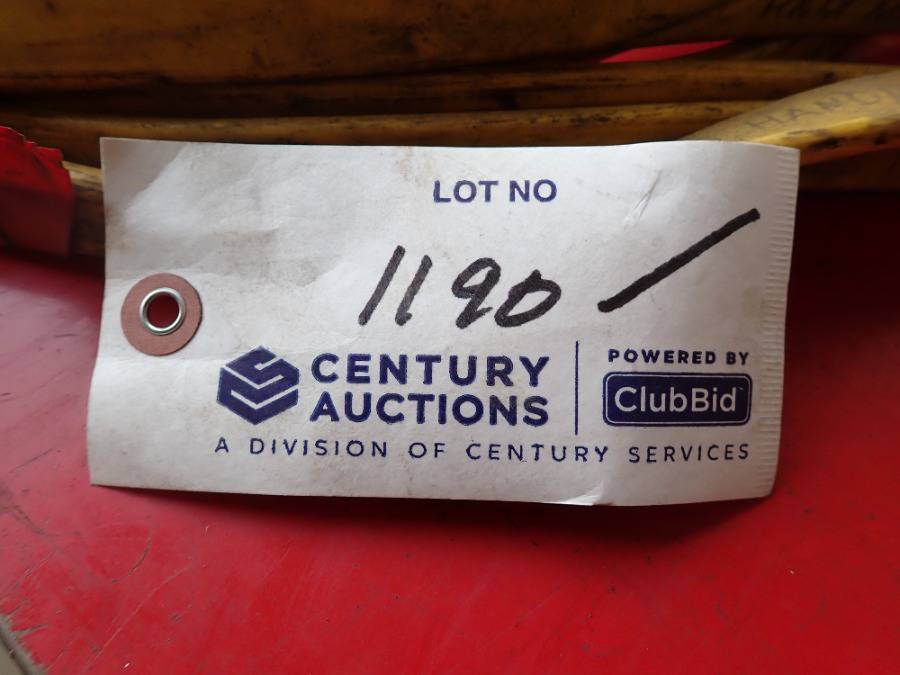 LOT NO
1190 /
CENTURY
AUCTIONS
POWERED BY
ClubBid
A DIVISION OF CENTURY SERVICES